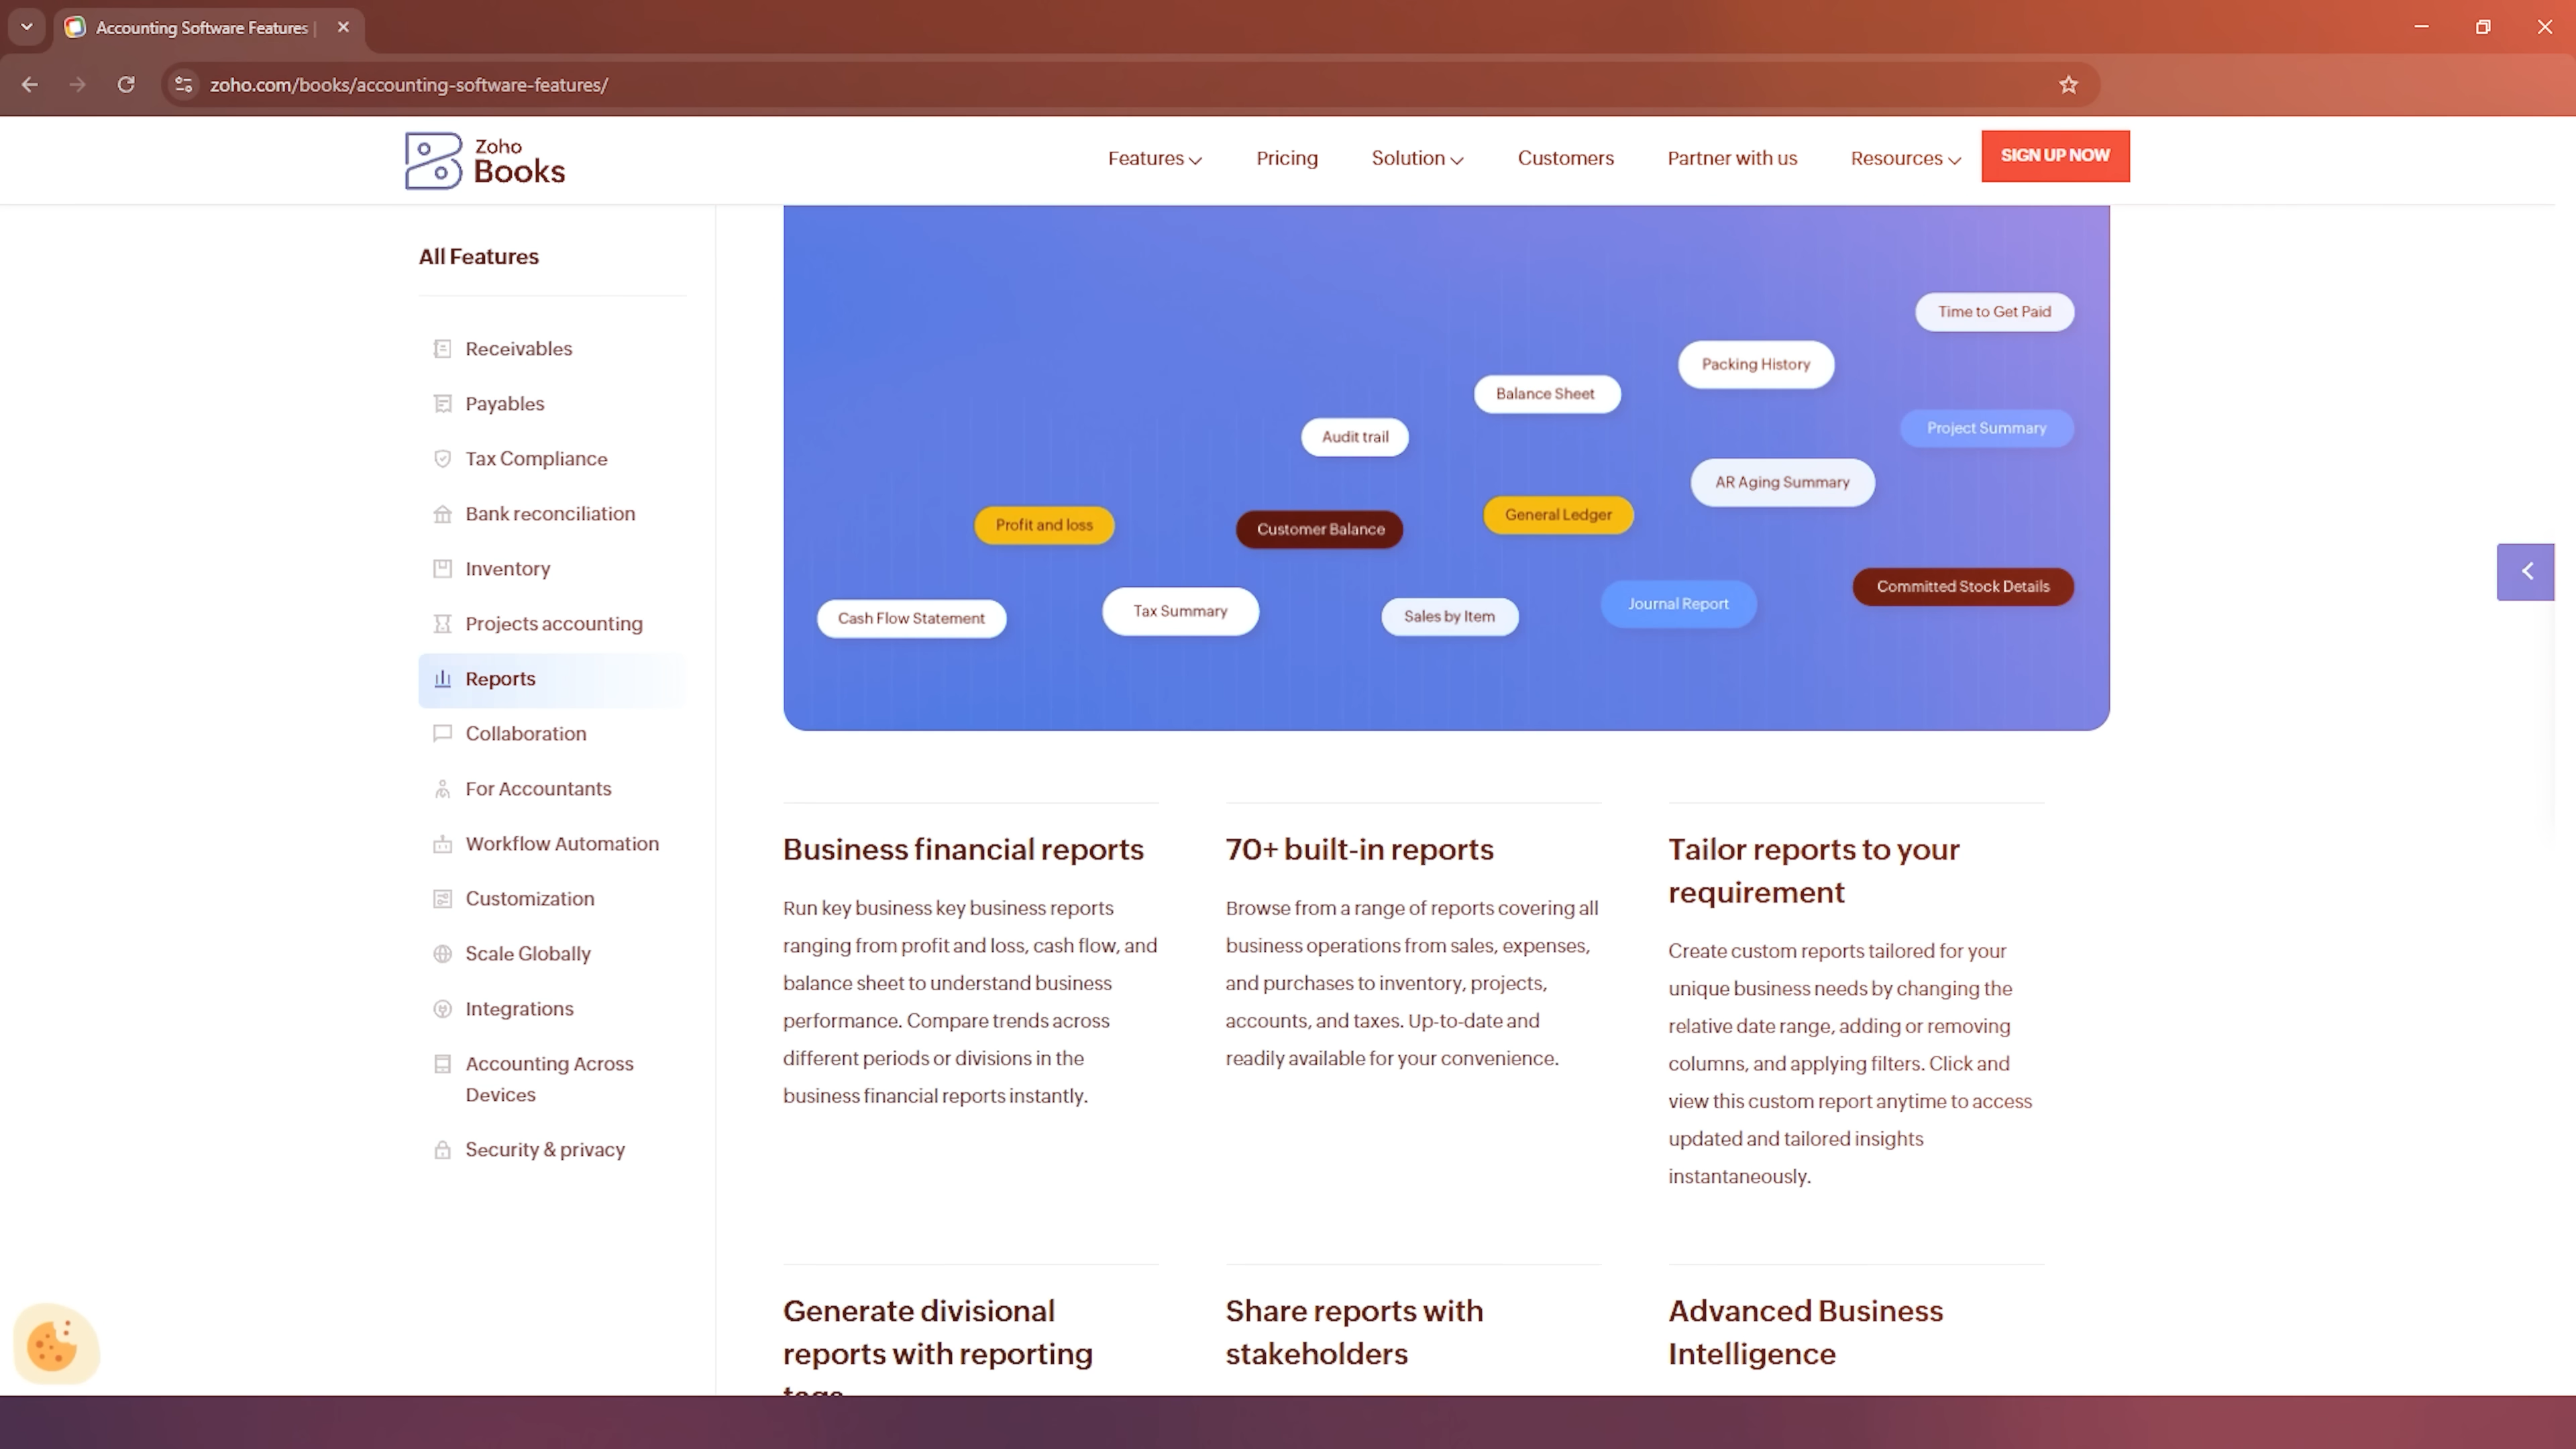 Accounting Software Features |
zoho.com/books/accounting-software-features/
Zoho
Books
Features
Pricing
Solution
Customers
Partner with us
Resources
SIGN UP NOW
All Features
Receivables
Payables
Tax Compliance
Bank reconciliation
Inventory
Projects accounting
Reports
Collaboration
For Accountants
Workflow Automation
Customization
Scale Globally
Integrations
Accounting Across
Devices
Security & privacy
Time to Get Paid
Packing History
Balance Sheet
Audit trail
Project Summary
AR Aging Summary
General Ledger
Profit and loss
Customer Balance
Committed Stock Details
Cash Flow Statement
Tax Summary
Sales by Item
Journal Report
Business financial reports
Run key business key business reports
ranging from profit and loss, cash flow, and
balance sheet to understand business
performance. Compare trends across
different periods or divisions in the
business financial reports instantly.
70+ built-in reports
Browse from a range of reports covering all
business operations from sales, expenses,
and purchases to inventory, projects,
accounts, and taxes. Up-to-date and
readily available for your convenience.
Tailor reports to your
requirement
Create custom reports tailored for your
unique business needs by changing the
relative date range, adding or removing
columns, and applying filters. Click and
view this custom report anytime to access
updated and tailored insights
instantaneously.
Generate divisional
reports with reporting
tags
Share reports with
stakeholders
Advanced Business
Intelligence